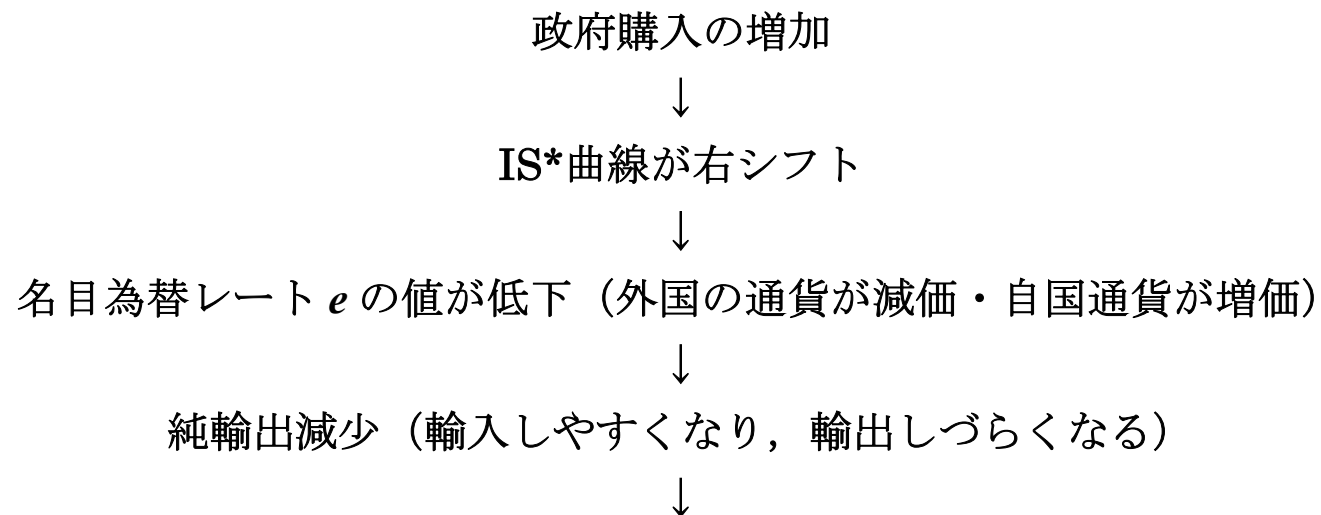 政府購入の増加
↓
IS*曲線が右シフト
↓
名目為替レート e の値が低下（外国の通貨が減価・自国通貨が増価）
↓
純輸出減少（輸入しやすくなり，輸出しづらくなる）
↓